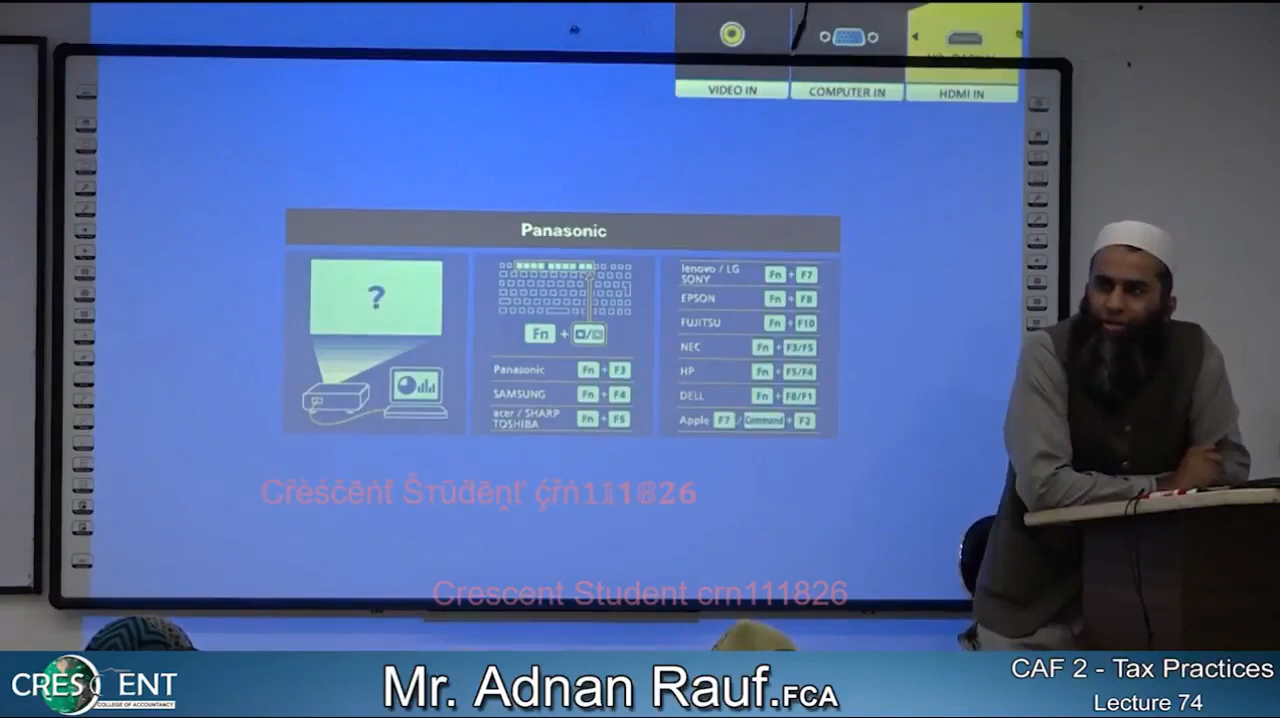 VIDEO IN
COMPUTER IN
HDMI IN
Panasonic
?
Fn +
Panasonic Fn + F3
SAMSUNG Fn + F4
acer / SHARP
TOSHIBA Fn + F5
lenovo / LG
SONY Fn + F7
EPSON Fn + F8
FUJITSU Fn + F10
NEC Fn + F3/F5
HP Fn + F5/F4
DELL Fn + F8/F1
Apple F7 / Command + F2
Crescent Student crn111826
CRESCENT
COLLEGE OF ACCOUNTANCY
Mr. Adnan Rauf.FCA
CAF 2 - Tax Practices
Lecture 74